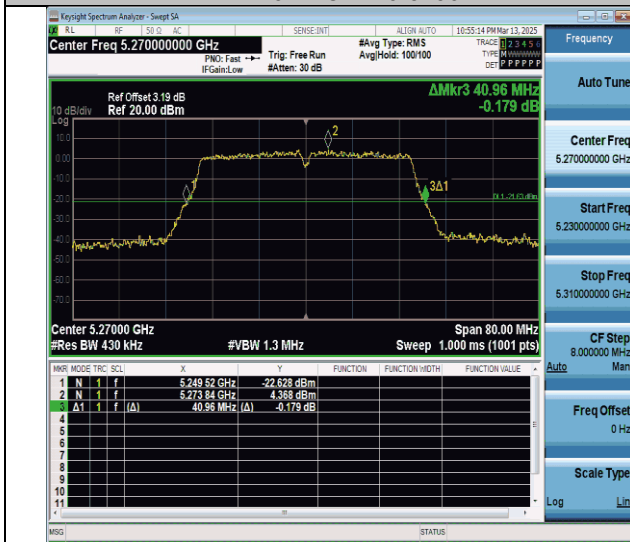 Keysight Spectrum Analyzer - Swept SA
RL RF 50 Ω AC SENSE:INT ALIGN AUTO 10:55:14 PM Mar 13, 2025
Center Freq 5.270000000 GHz
PNO: Fast
IFGain:Low
Trig: Free Run
#Atten: 30 dB
#Avg Type: RMS
Avg|Hold: 100/100
TRACE 1 2 3 4 5 6
TYPE M W W W W W
DET P P P P P P
Frequency
Auto Tune
Center Freq
5.270000000 GHz
Start Freq
5.230000000 GHz
Stop Freq
5.310000000 GHz
CF Step
8.000000 MHz
Auto Man
Freq Offset
0 Hz
Scale Type
Log Lin
ΔMkr3 40.96 MHz
-0.179 dB
Ref Offset 3.19 dB
Ref 20.00 dBm
10 dB/div
Log
10.0
0.00
-10.0
-20.0
-30.0
-40.0
-50.0
-60.0
-70.0
1
2
3Δ1
DL1 -21.63 dBm
Center 5.27000 GHz Span 80.00 MHz
#Res BW 430 kHz #VBW 1.3 MHz Sweep 1.000 ms (1001 pts)
MKR MODE TRC SCL X Y FUNCTION FUNCTION WIDTH FUNCTION VALUE
1 N 1 f 5.249 52 GHz -22.628 dBm
2 N 1 f 5.273 84 GHz 4.368 dBm
3 Δ1 1 f (Δ) 40.96 MHz (Δ) -0.179 dB
4
5
6
7
8
9
10
11
MSG STATUS